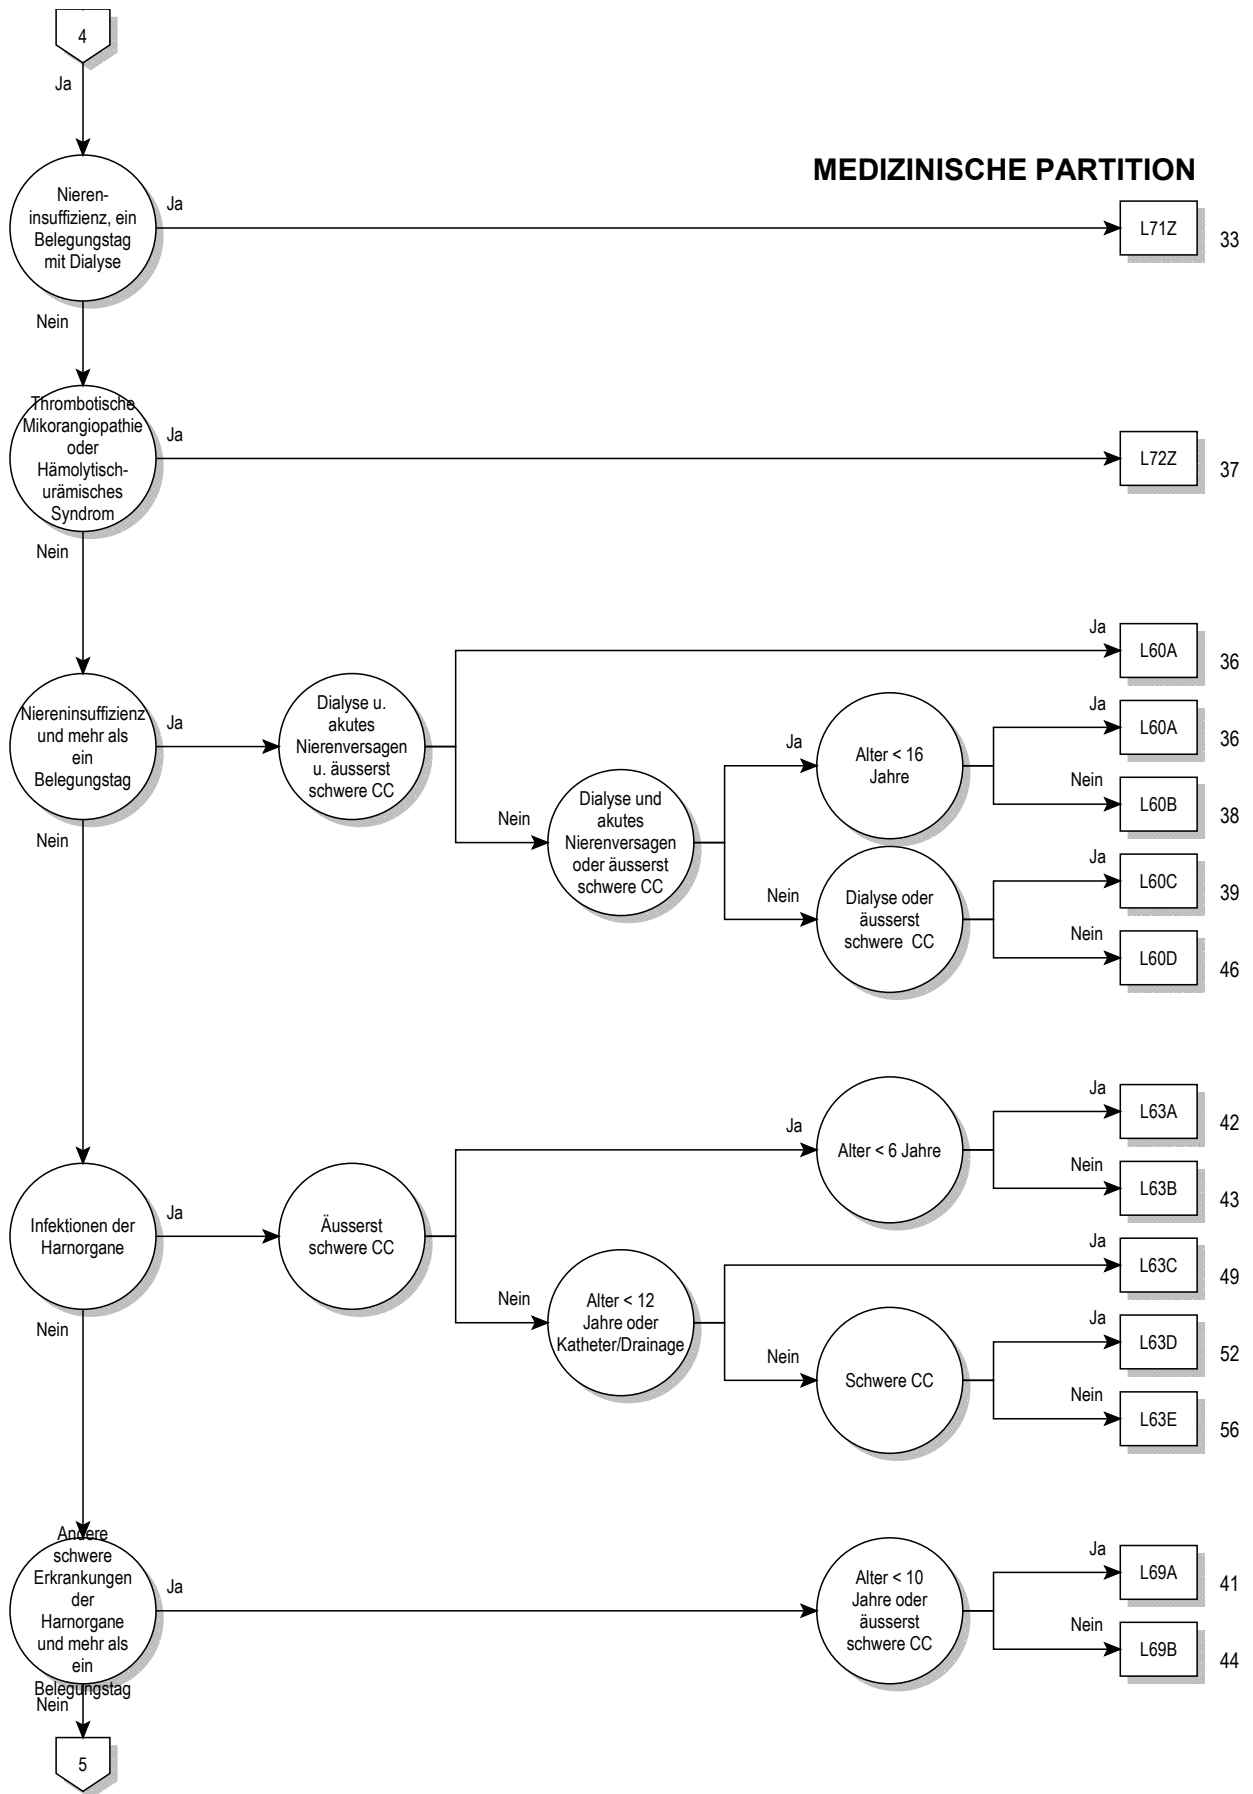 4
Ja
MEDIZINISCHE PARTITION
Nieren-
insuffizienz, ein
Belegungstag
mit Dialyse
Ja
L71Z
33
Nein
Thrombotische
Mikorangiopathie
oder
Hämolytisch-
urämisches
Syndrom
Ja
L72Z
37
Nein
Niereninsuffizienz
und mehr als
ein
Belegungstag
Ja
Dialyse u.
akutes
Nierenversagen
u. äusserst
schwere CC
Ja
L60A
36
Nein
Dialyse und
akutes
Nierenversagen
oder äusserst
schwere CC
Ja
Alter < 16
Jahre
Ja
L60A
36
Nein
L60B
38
Nein
Dialyse oder
äusserst
schwere  CC
Ja
L60C
39
Nein
L60D
46
Nein
Infektionen der
Harnorgane
Ja
Äusserst
schwere CC
Ja
Alter < 6 Jahre
Ja
L63A
42
Nein
L63B
43
Nein
Alter < 12
Jahre oder
Katheter/Drainage
Ja
L63C
49
Nein
Schwere CC
Ja
L63D
52
Nein
L63E
56
Nein
Andere
schwere
Erkrankungen
der
Harnorgane
und mehr als
ein
Belegungstag
Ja
Alter < 10
Jahre oder
äusserst
schwere CC
Ja
L69A
41
Nein
L69B
44
Nein
5